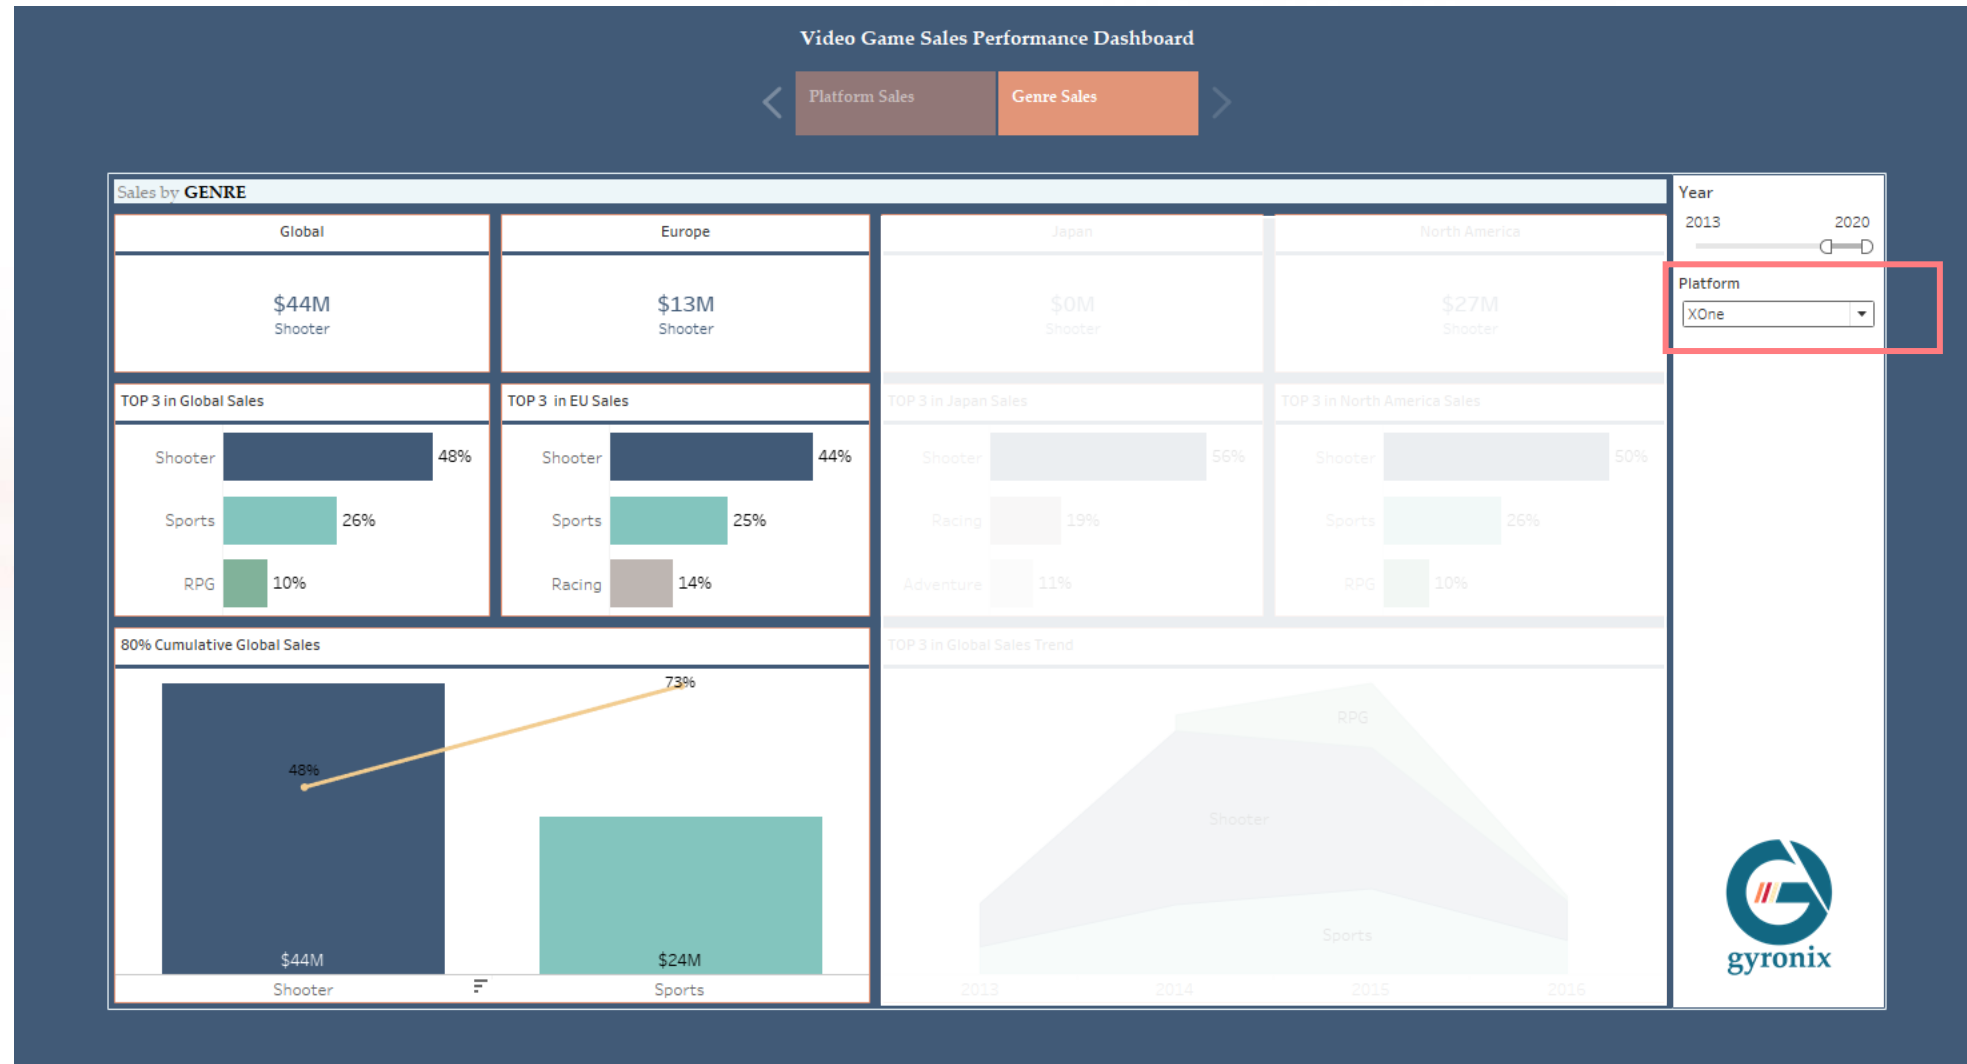 Video Game Sales Performance Dashboard
Platform Sales
Genre Sales
Sales by GENRE
Global
Europe
Japan
North America
$44M
Shooter
$13M
Shooter
$0M
Shooter
$27M
Shooter
TOP 3 in Global Sales
Shooter 48%
Sports 26%
RPG 10%
TOP 3 in EU Sales
Shooter 44%
Sports 25%
Racing 14%
TOP 3 in Japan Sales
Shooter 56%
Racing 19%
Adventure 11%
TOP 3 in North America Sales
Shooter 50%
Sports 26%
RPG 10%
80% Cumulative Global Sales
73%
48%
$44M
$24M
Shooter
Sports
TOP 3 in Global Sales Trend
RPG
Shooter
Sports
2013 2014 2015 2016
Year
2013 2020
Platform
XOne
gyronix